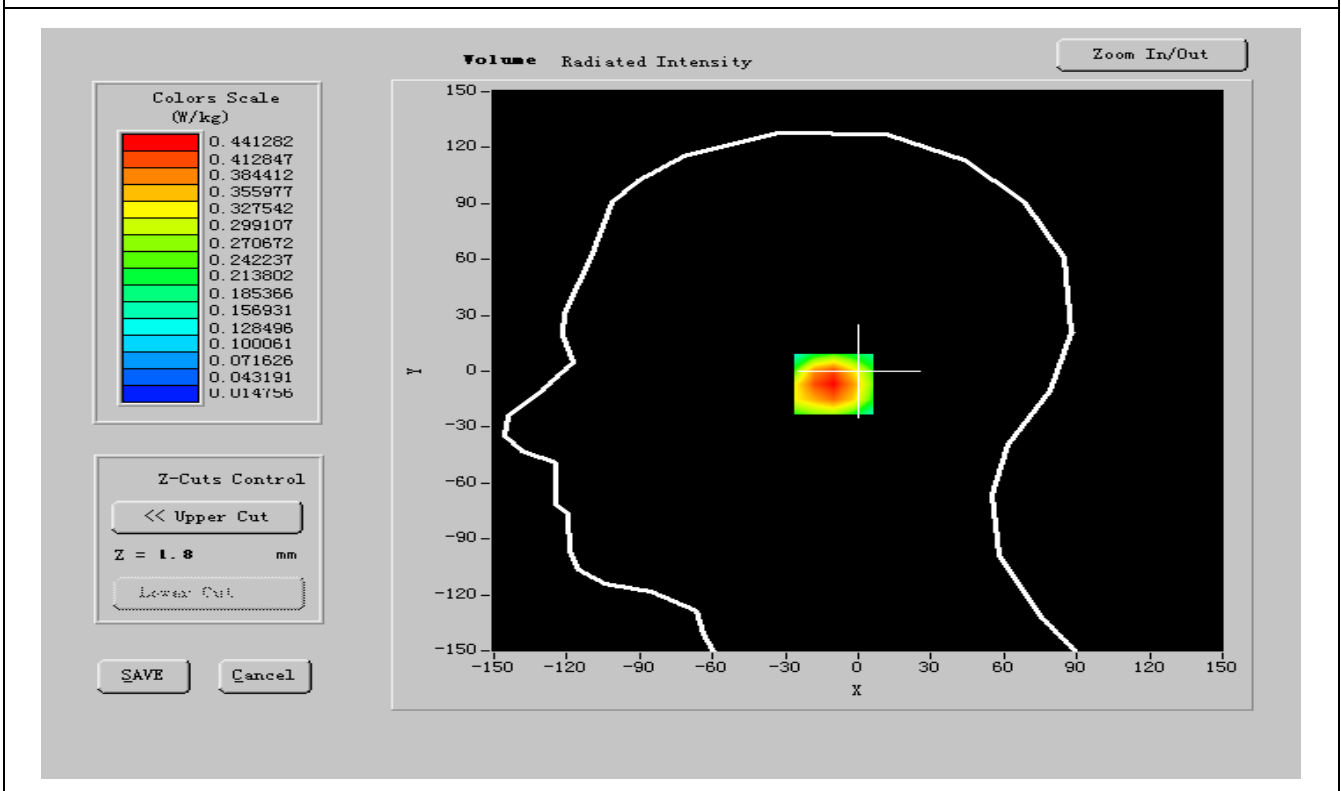 Volume Radiated Intensity
Zoom In/Out
Colors Scale
(W/kg)
0.441282
0.412847
0.384412
0.355977
0.327542
0.299107
0.270672
0.242237
0.213802
0.185366
0.156931
0.128496
0.100061
0.071626
0.043191
0.014756
Z-Cuts Control
<< Upper Cut
Z = 1.8 mm
Lower Cut
SAVE
Cancel
150
120
90
60
30
0
-30
-60
-90
-120
-150
Y
-150 -120 -90 -60 -30 0 30 60 90 120 150
X